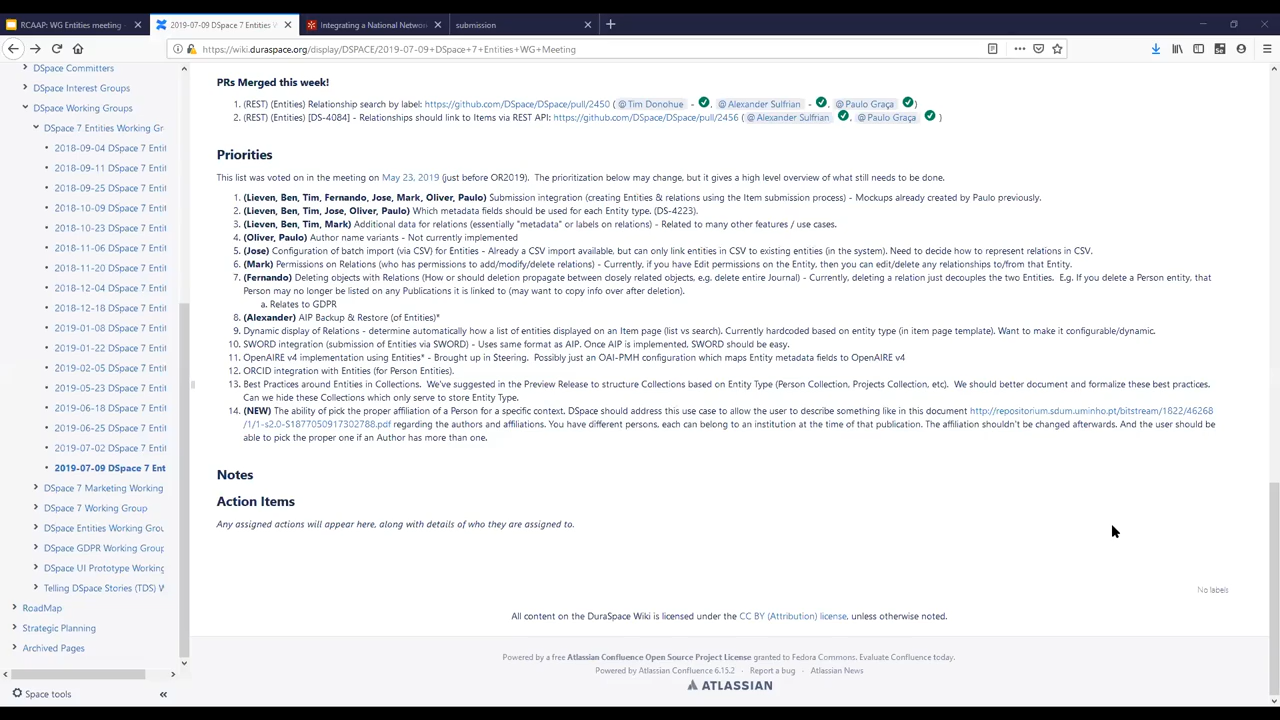 RCAAP: WG Entities meeting
2019-07-09 DSpace 7 Entities V
Integrating a National Networ
submission
https://wiki.duraspace.org/display/DSPACE/2019-07-09+DSpace+7+Entities+WG+Meeting
DSpace Committers
DSpace Interest Groups
DSpace Working Groups
DSpace 7 Entities Working Gr
2018-09-04 DSpace 7 Entit
2018-09-11 DSpace 7 Entit
2018-09-25 DSpace 7 Entit
2018-10-09 DSpace 7 Entit
2018-10-23 DSpace 7 Entit
2018-11-06 DSpace 7 Entit
2018-11-20 DSpace 7 Entit
2018-12-04 DSpace 7 Entit
2018-12-18 DSpace 7 Entit
2019-01-08 DSpace 7 Entit
2019-01-22 DSpace 7 Entit
2019-02-05 DSpace 7 Entit
2019-05-23 DSpace 7 Entit
2019-06-18 DSpace 7 Entit
2019-06-25 DSpace 7 Entit
2019-07-02 DSpace 7 Entit
2019-07-09 DSpace 7 Ent
DSpace 7 Marketing Working
DSpace 7 Working Group
DSpace Entities Working Grou
DSpace GDPR Working Group
DSpace UI Prototype Working
Telling DSpace Stories (TDS) W
RoadMap
Strategic Planning
Archived Pages
Space tools
PRs Merged this week!
1. (REST) (Entities) Relationship search by label: https://github.com/DSpace/DSpace/pull/2450 ( @Tim Donohue - , @Alexander Sulfrian - , @Paulo Graça )
2. (REST) (Entities) [DS-4084] - Relationships should link to Items via REST API: https://github.com/DSpace/DSpace/pull/2456 ( @Alexander Sulfrian , @Paulo Graça )
Priorities
This list was voted on in the meeting on May 23, 2019 (just before OR2019). The prioritization below may change, but it gives a high level overview of what still needs to be done.
1. (Lieven, Ben, Tim, Fernando, Jose, Mark, Oliver, Paulo) Submission integration (creating Entities & relations using the Item submission process) - Mockups already created by Paulo previously.
2. (Lieven, Ben, Tim, Jose, Oliver, Paulo) Which metadata fields should be used for each Entity type. (DS-4223).
3. (Lieven, Ben, Tim, Mark) Additional data for relations (essentially "metadata" or labels on relations) - Related to many other features / use cases.
4. (Oliver, Paulo) Author name variants - Not currently implemented
5. (Jose) Configuration of batch import (via CSV) for Entities - Already a CSV import available, but can only link entities in CSV to existing entities (in the system). Need to decide how to represent relations in CSV.
6. (Mark) Permissions on Relations (who has permissions to add/modify/delete relations) - Currently, if you have Edit permissions on the Entity, then you can edit/delete any relationships to/from that Entity.
7. (Fernando) Deleting objects with Relations (How or should deletion propagate between closely related objects, e.g. delete entire Journal) - Currently, deleting a relation just decouples the two Entities. E.g. If you delete a Person entity, that
Person may no longer be listed on any Publications it is linked to (may want to copy info over after deletion).
a. Relates to GDPR
8. (Alexander) AIP Backup & Restore (of Entities)*
9. Dynamic display of Relations - determine automatically how a list of entities displayed on an Item page (list vs search). Currently hardcoded based on entity type (in item page template). Want to make it configurable/dynamic.
10. SWORD integration (submission of Entities via SWORD) - Uses same format as AIP. Once AIP is implemented, SWORD should be easy.
11. OpenAIRE v4 implementation using Entities* - Brought up in Steering. Possibly just an OAI-PMH configuration which maps Entity metadata fields to OpenAIRE v4
12. ORCID integration with Entities (for Person Entities).
13. Best Practices around Entities in Collections. We've suggested in the Preview Release to structure Collections based on Entity Type (Person Collection, Projects Collection, etc). We should better document and formalize these best practices.
Can we hide these Collections which only serve to store Entity Type.
14. (NEW) The ability of pick the proper affiliation of a Person for a specific context. DSpace should address this use case to allow the user to describe something like in this document http://repositorium.sdum.uminho.pt/bitstream/1822/46268
/1/1-s2.0-S1877050917302788.pdf regarding the authors and affiliations. You have different persons, each can belong to an institution at the time of that publication. The affiliation shouldn't be changed afterwards. And the user should be
able to pick the proper one if an Author has more than one.
Notes
Action Items
Any assigned actions will appear here, along with details of who they are assigned to.
No labels
All content on the DuraSpace Wiki is licensed under the CC BY (Attribution) license, unless otherwise noted.
Powered by a free Atlassian Confluence Open Source Project License granted to Fedora Commons. Evaluate Confluence today.
Powered by Atlassian Confluence 6.15.2 · Report a bug · Atlassian News
ATLASSIAN